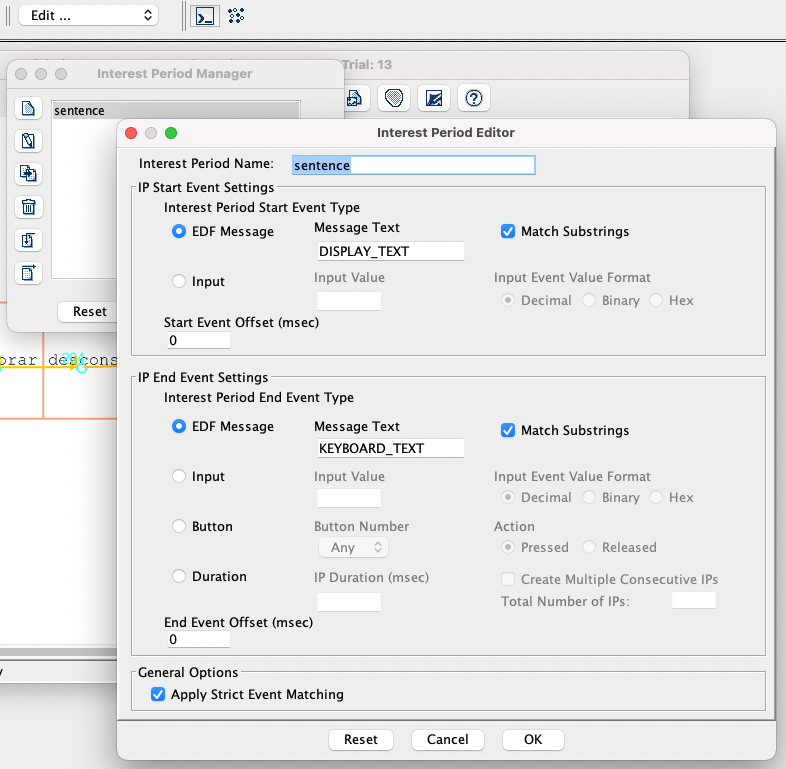 Edit ...
Trial: 13
Interest Period Manager
sentence
Reset
Interest Period Editor
Interest Period Name: sentence
IP Start Event Settings
Interest Period Start Event Type
EDF Message Message Text Match Substrings
DISPLAY_TEXT
Input Input Value Input Event Value Format
Decimal Binary Hex
Start Event Offset (msec)
0
IP End Event Settings
Interest Period End Event Type
EDF Message Message Text Match Substrings
KEYBOARD_TEXT
Input Input Value Input Event Value Format
Decimal Binary Hex
Button Button Number Action
Any Pressed Released
Duration IP Duration (msec) Create Multiple Consecutive IPs
Total Number of IPs:
End Event Offset (msec)
0
General Options
Apply Strict Event Matching
Reset Cancel OK